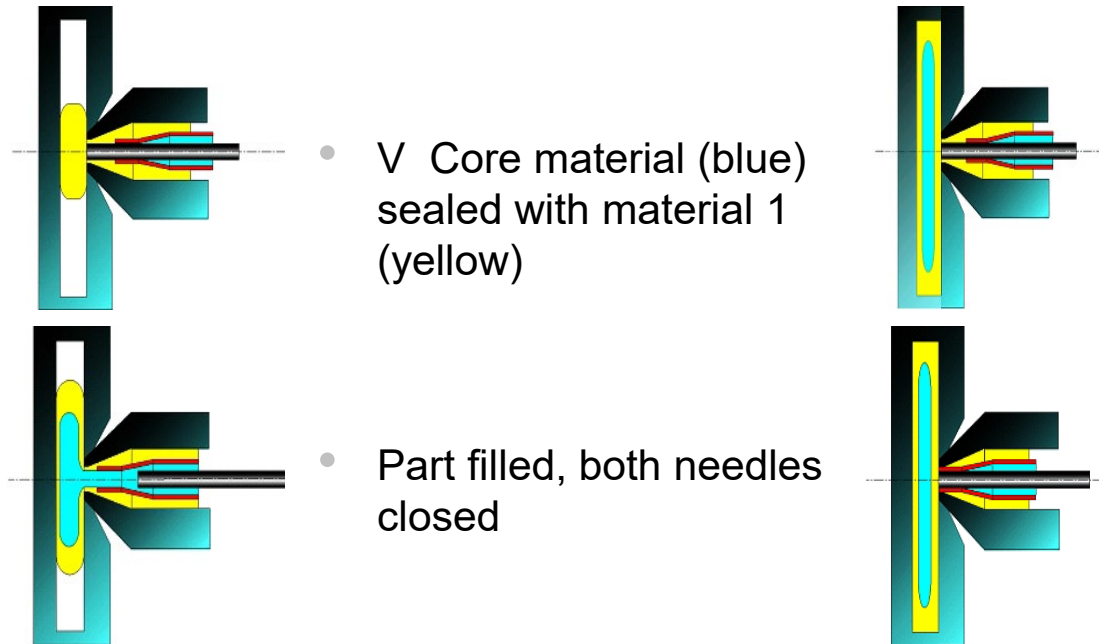 V Core material (blue)
sealed with material 1
(yellow)
Part filled, both needles
closed